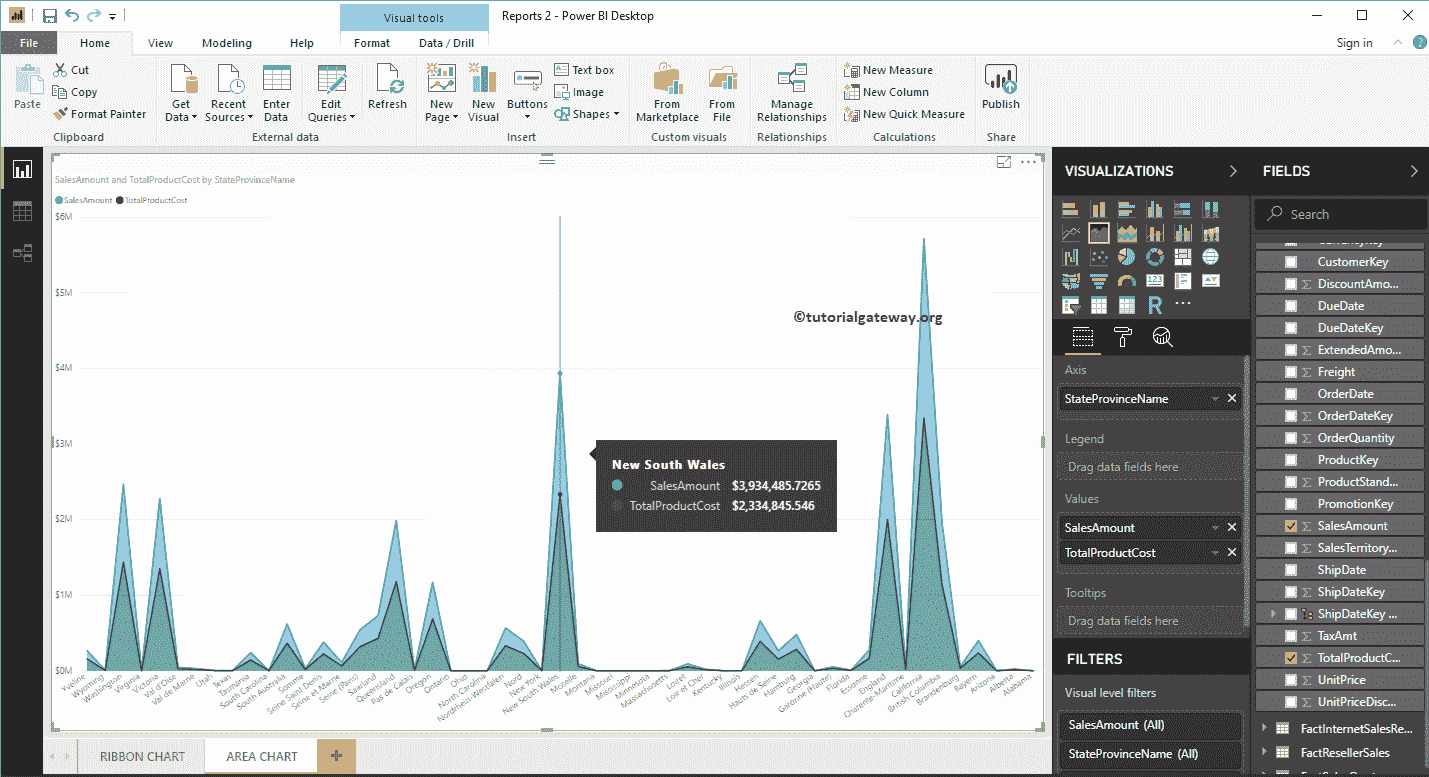 Reports 2 - Power BI Desktop
Visual tools
File Home View Modeling Help Format Data / Drill Sign in
Paste
Cut
Copy
Format Painter
Clipboard
Get Data
Recent Sources
Enter Data
Edit Queries
Refresh
External data
New Page
New Visual
Buttons
Text box
Image
Shapes
Insert
From Marketplace
From File
Custom visuals
Manage Relationships
Relationships
New Measure
New Column
New Quick Measure
Calculations
Publish
Share
SalesAmount and TotalProductCost by StateProvinceName
SalesAmount TotalProductCost
$6M
$5M
$4M
$3M
$2M
$1M
$0M
©tutorialgateway.org
New South Wales
SalesAmount $3,934,485.7265
TotalProductCost $2,334,845.546
Yveline
Wyoming
Washington
Virginia
Victoria
Val d'Oise
Val de Marne
Utah
Texas
Tasmania
South Carolina
South Australia
Somme
Seine Saint Denis
Seine et Marne
Seine (Paris)
Saarland
Queensland
Pas de Calais
Oregon
Ontario
Ohio
North Carolina
Nordrhein-Westfalen
Nord
New York
New South Wales
Moselle
Montana
Missouri
Mississippi
Minnesota
Massachusetts
Loiret
Loir et Cher
Kentucky
Illinois
Hessen
Hauts de Seine
Hamburg
Georgia
Garonne (Haute)
Florida
Essonne
England
Charente-Maritime
California
British Columbia
Brandenburg
Bayern
Arizona
Alberta
Alabama
RIBBON CHART
AREA CHART
VISUALIZATIONS
123
R
Axis
StateProvinceName
Legend
Drag data fields here
Values
SalesAmount
TotalProductCost
Tooltips
Drag data fields here
FILTERS
Visual level filters
SalesAmount (All)
StateProvinceName (All)
FIELDS
Search
CustomerKey
DiscountAmo...
DueDate
DueDateKey
ExtendedAmo...
Freight
OrderDate
OrderDateKey
OrderQuantity
ProductKey
ProductStand...
PromotionKey
SalesAmount
SalesTerritory...
ShipDate
ShipDateKey
ShipDateKey ...
TaxAmt
TotalProductC...
UnitPrice
UnitPriceDisc...
FactInternetSalesRe...
FactResellerSales